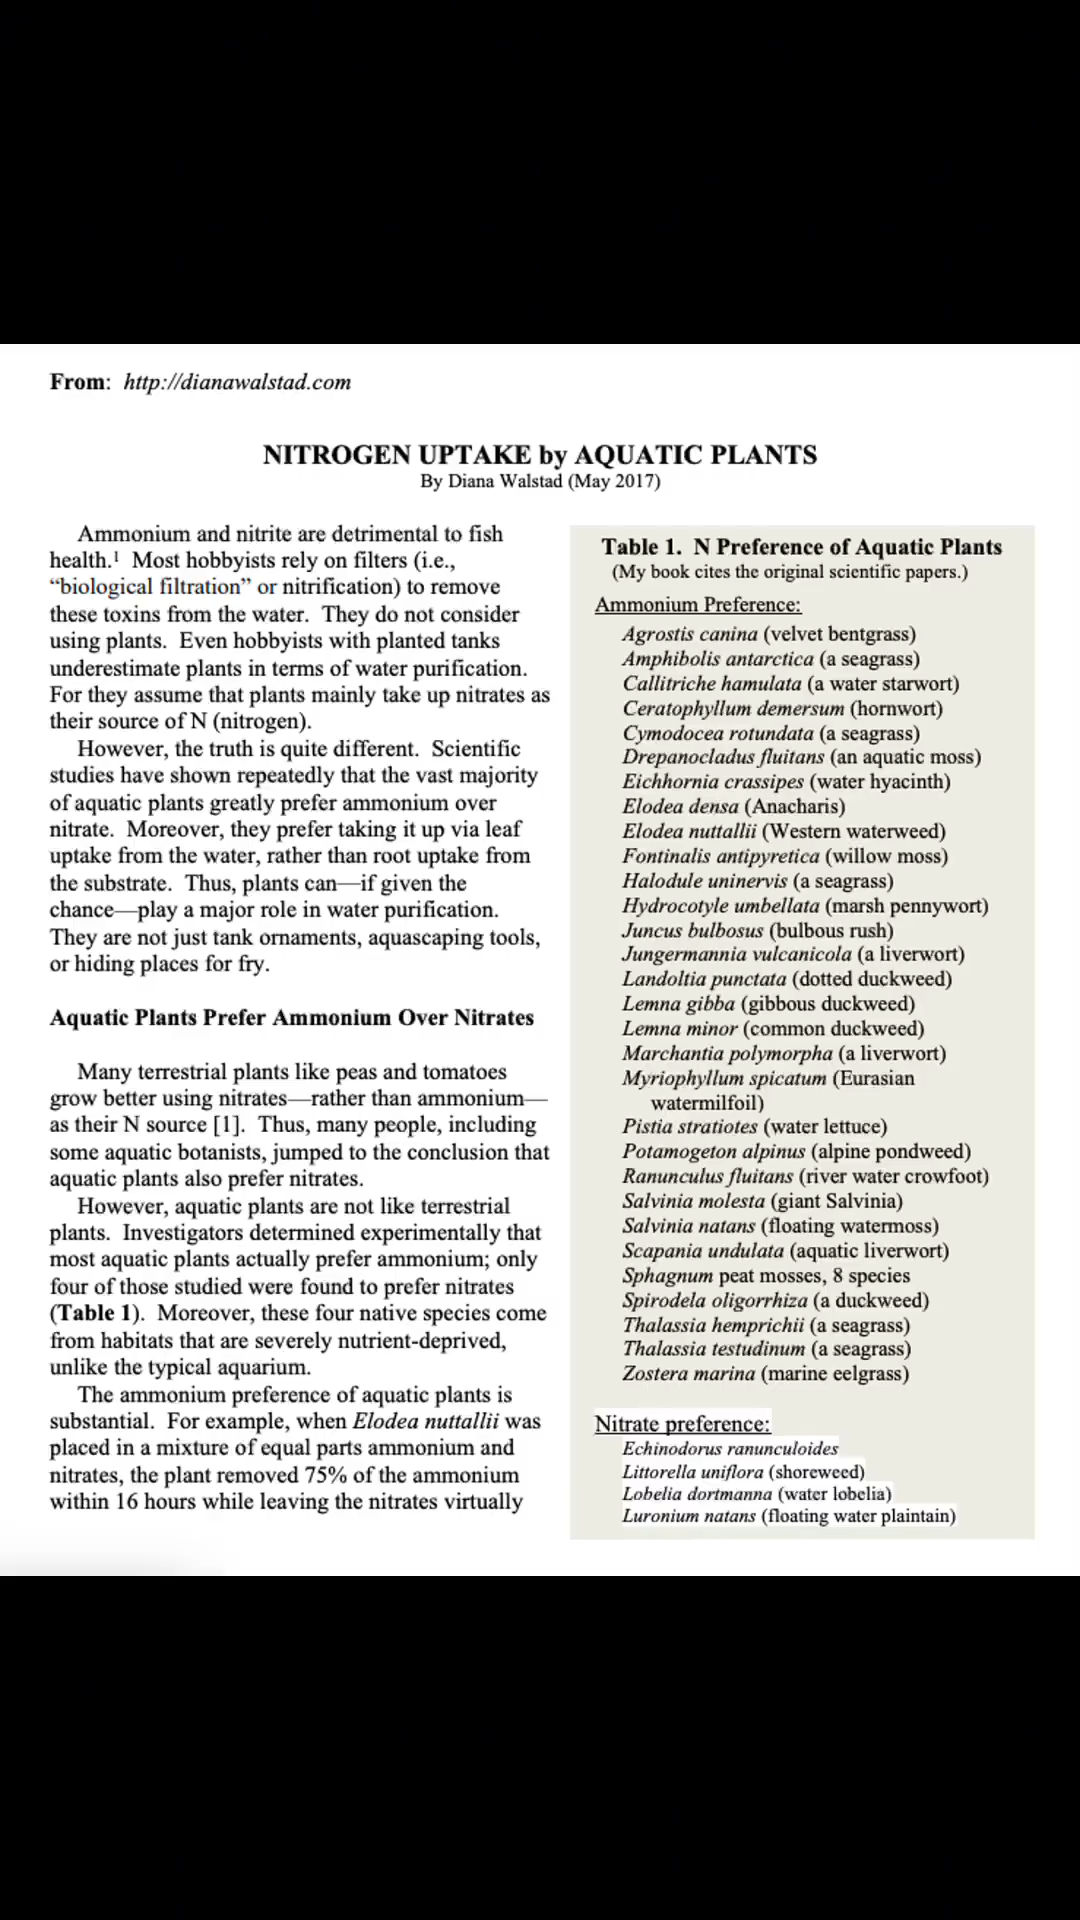 From: http://dianawalstad.com
NITROGEN UPTAKE by AQUATIC PLANTS
By Diana Walstad (May 2017)
Ammonium and nitrite are detrimental to fish
health.¹ Most hobbyists rely on filters (i.e.,
“biological filtration” or nitrification) to remove
these toxins from the water. They do not consider
using plants. Even hobbyists with planted tanks
underestimate plants in terms of water purification.
For they assume that plants mainly take up nitrates as
their source of N (nitrogen).
However, the truth is quite different. Scientific
studies have shown repeatedly that the vast majority
of aquatic plants greatly prefer ammonium over
nitrate. Moreover, they prefer taking it up via leaf
uptake from the water, rather than root uptake from
the substrate. Thus, plants can—if given the
chance—play a major role in water purification.
They are not just tank ornaments, aquascaping tools,
or hiding places for fry.
Aquatic Plants Prefer Ammonium Over Nitrates
Many terrestrial plants like peas and tomatoes
grow better using nitrates—rather than ammonium—
as their N source [1]. Thus, many people, including
some aquatic botanists, jumped to the conclusion that
aquatic plants also prefer nitrates.
However, aquatic plants are not like terrestrial
plants. Investigators determined experimentally that
most aquatic plants actually prefer ammonium; only
four of those studied were found to prefer nitrates
(Table 1). Moreover, these four native species come
from habitats that are severely nutrient-deprived,
unlike the typical aquarium.
The ammonium preference of aquatic plants is
substantial. For example, when Elodea nuttallii was
placed in a mixture of equal parts ammonium and
nitrates, the plant removed 75% of the ammonium
within 16 hours while leaving the nitrates virtually
Table 1. N Preference of Aquatic Plants
(My book cites the original scientific papers.)
Ammonium Preference:
Agrostis canina (velvet bentgrass)
Amphibolis antarctica (a seagrass)
Callitriche hamulata (a water starwort)
Ceratophyllum demersum (hornwort)
Cymodocea rotundata (a seagrass)
Drepanocladus fluitans (an aquatic moss)
Eichhornia crassipes (water hyacinth)
Elodea densa (Anacharis)
Elodea nuttallii (Western waterweed)
Fontinalis antipyretica (willow moss)
Halodule uninervis (a seagrass)
Hydrocotyle umbellata (marsh pennywort)
Juncus bulbosus (bulbous rush)
Jungermannia vulcanicola (a liverwort)
Landoltia punctata (dotted duckweed)
Lemna gibba (gibbous duckweed)
Lemna minor (common duckweed)
Marchantia polymorpha (a liverwort)
Myriophyllum spicatum (Eurasian
watermilfoil)
Pistia stratiotes (water lettuce)
Potamogeton alpinus (alpine pondweed)
Ranunculus fluitans (river water crowfoot)
Salvinia molesta (giant Salvinia)
Salvinia natans (floating watermoss)
Scapania undulata (aquatic liverwort)
Sphagnum peat mosses, 8 species
Spirodela oligorrhiza (a duckweed)
Thalassia hemprichii (a seagrass)
Thalassia testudinum (a seagrass)
Zostera marina (marine eelgrass)
Nitrate preference:
Echinodorus ranunculoides
Littorella uniflora (shoreweed)
Lobelia dortmanna (water lobelia)
Luronium natans (floating water plaintain)